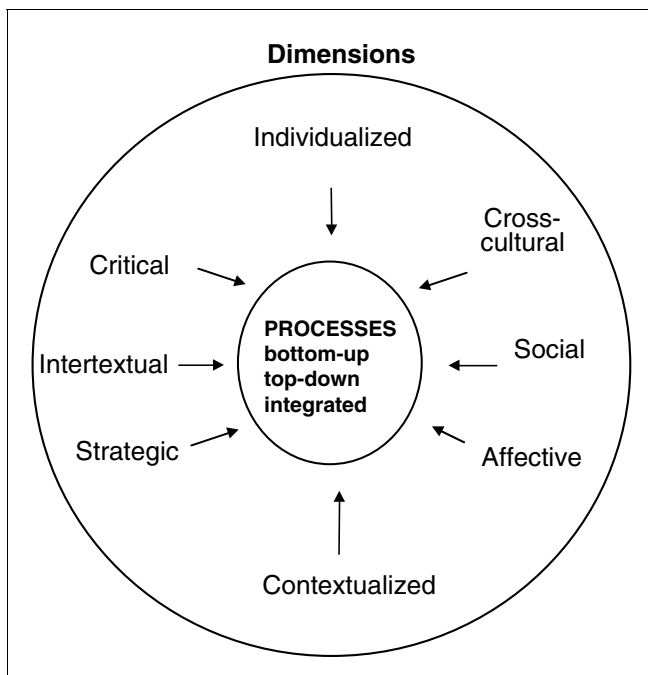 Dimensions
Individualized
Cross-
cultural
Critical
PROCESSES
bottom-up
top-down
integrated
Intertextual
Social
Strategic
Affective
Contextualized